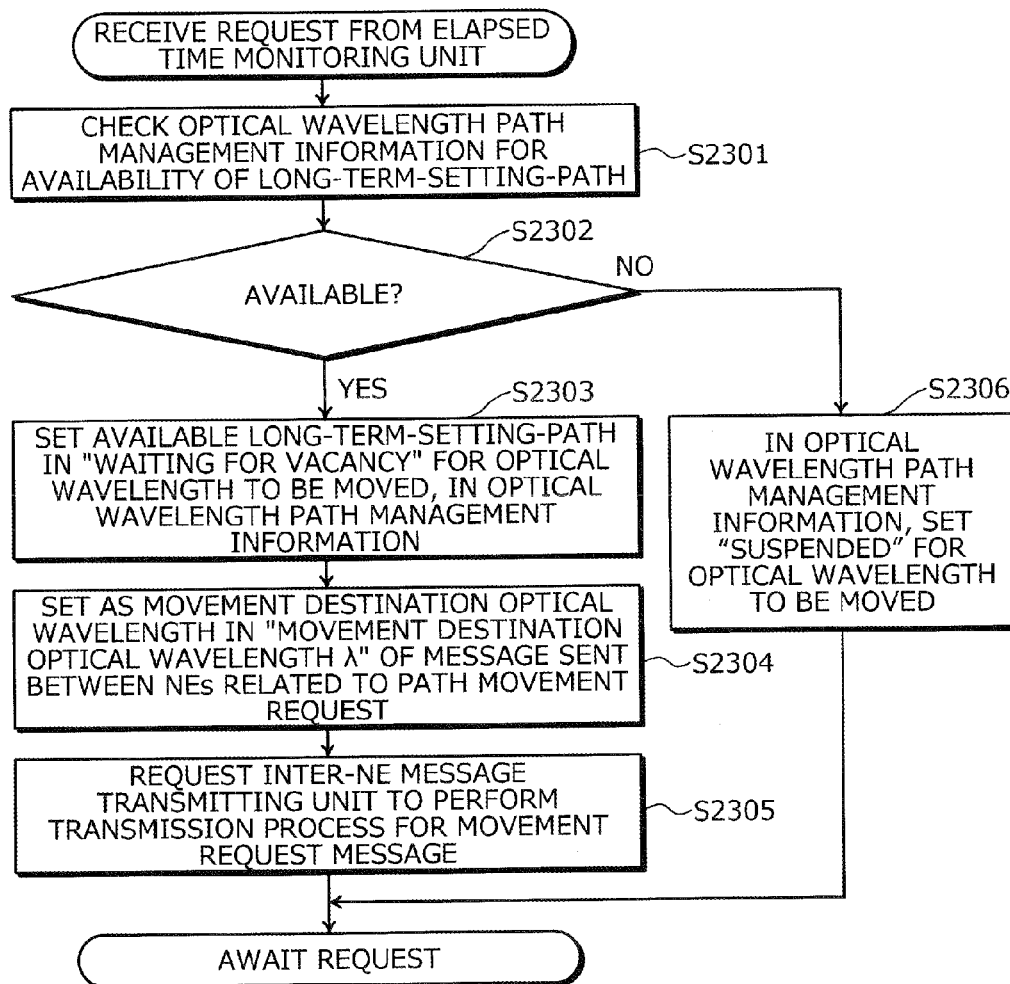 RECEIVE REQUEST FROM ELAPSED
TIME MONITORING UNIT
CHECK OPTICAL WAVELENGTH PATH
MANAGEMENT INFORMATION FOR
AVAILABILITY OF LONG-TERM-SETTING-PATH
S2301
S2302
AVAILABLE?
NO
YES
S2303
SET AVAILABLE LONG-TERM-SETTING-PATH
IN "WAITING FOR VACANCY" FOR OPTICAL
WAVELENGTH TO BE MOVED, IN OPTICAL
WAVELENGTH PATH MANAGEMENT
INFORMATION
S2306
IN OPTICAL
WAVELENGTH PATH
MANAGEMENT
INFORMATION, SET
“SUSPENDED” FOR
OPTICAL WAVELENGTH
TO BE MOVED
SET AS MOVEMENT DESTINATION OPTICAL
WAVELENGTH IN "MOVEMENT DESTINATION
OPTICAL WAVELENGTH λ" OF MESSAGE SENT
BETWEEN NEs RELATED TO PATH MOVEMENT
REQUEST
S2304
REQUEST INTER-NE MESSAGE
TRANSMITTING UNIT TO PERFORM
TRANSMISSION PROCESS FOR MOVEMENT
REQUEST MESSAGE
S2305
AWAIT REQUEST